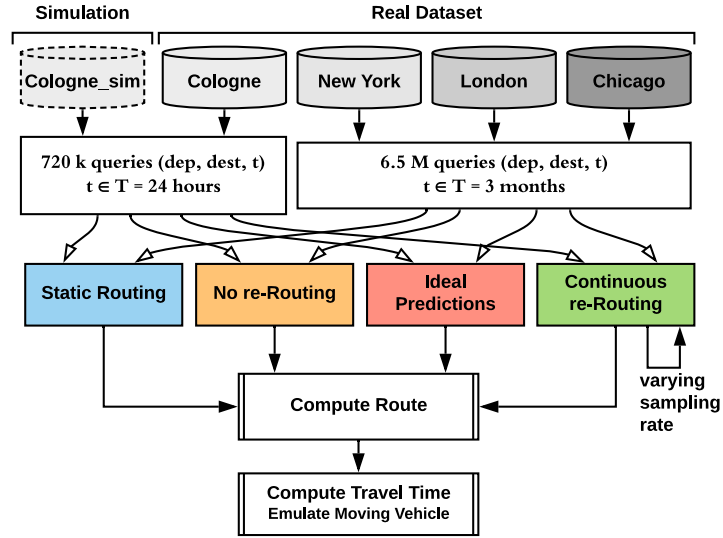 Simulation
Real Dataset
Cologne_sim
Cologne
New York
London
Chicago
720 k queries (dep, dest, t)
t ∈ T = 24 hours
6.5 M queries (dep, dest, t)
t ∈ T = 3 months
Static Routing
No re-Routing
Ideal
Predictions
Continuous
re-Routing
varying
sampling
rate
Compute Route
Compute Travel Time
Emulate Moving Vehicle